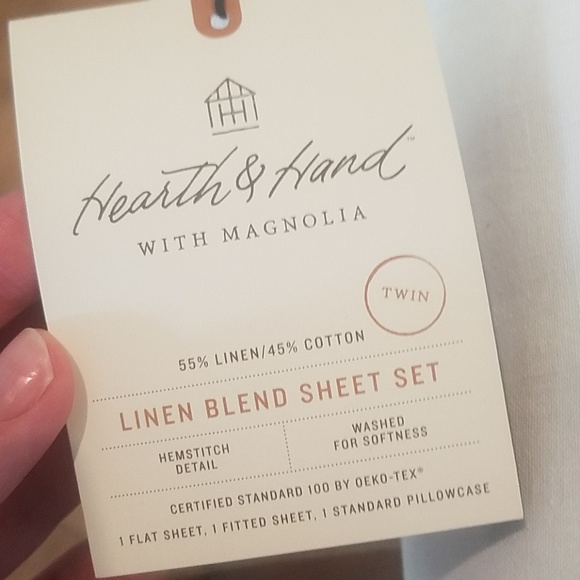 Hearth & Hand™
WITH MAGNOLIA
TWIN
55% LINEN/45% COTTON
LINEN BLEND SHEET SET
HEMSTITCH
DETAIL
WASHED
FOR SOFTNESS
CERTIFIED STANDARD 100 BY OEKO-TEX®
1 FLAT SHEET, 1 FITTED SHEET, 1 STANDARD PILLOWCASE